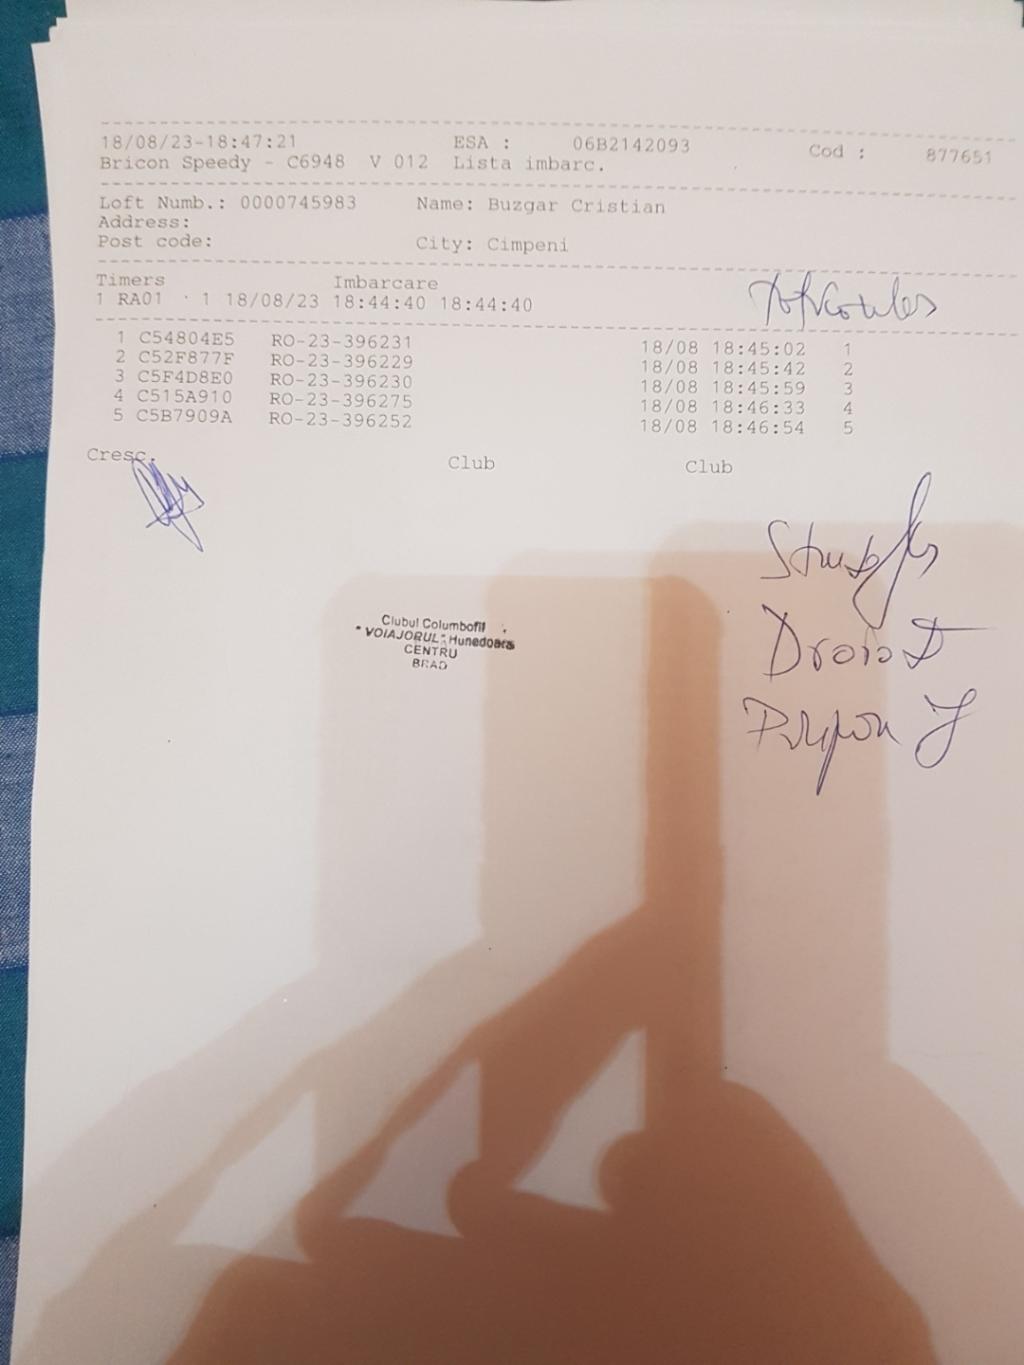 18/08/23-18:47:21 ESA : 06B2142093 Cod : 877651
Bricon Speedy - C6948 V 012 Lista imbarc.
Loft Numb.: 0000745983 Name: Buzgar Cristian
Address:
Post code: City: Cimpeni
Timers Imbarcare
1 RA01 1 18/08/23 18:44:40 18:44:40
1 C54804E5 RO-23-396231 18/08 18:45:02 1
2 C52F877F RO-23-396229 18/08 18:45:42 2
3 C5F4D8E0 RO-23-396230 18/08 18:45:59 3
4 C515A910 RO-23-396275 18/08 18:46:33 4
5 C5B7909A RO-23-396252 18/08 18:46:54 5
Cresc. Club Club
Clubul Columbofil
"VOIAJORUL" Hunedoara
CENTRU
BRAD